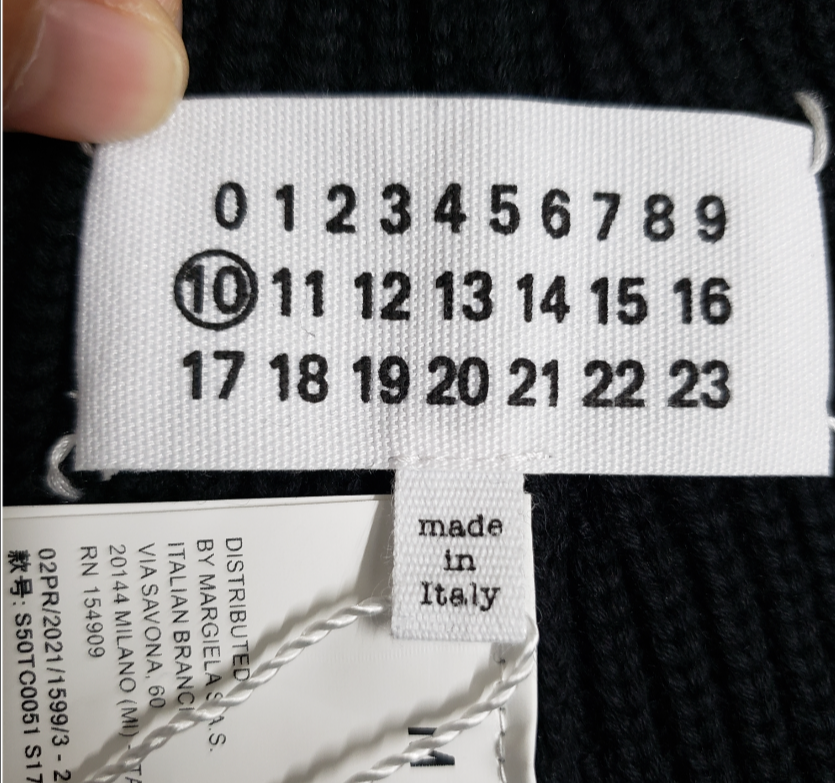 0 1 2 3 4 5 6 7 8 9
10 11 12 13 14 15 16
17 18 19 20 21 22 23
made
in
Italy
DISTRIBUTED
BY MARGIELA S.A.S.
ITALIAN BRANC
VIA SAVONA, 60
20144 MILANO (MI) -
RN 154909
02PR/2021/1599/3 - 2
款号: S50TC0051 S17
M